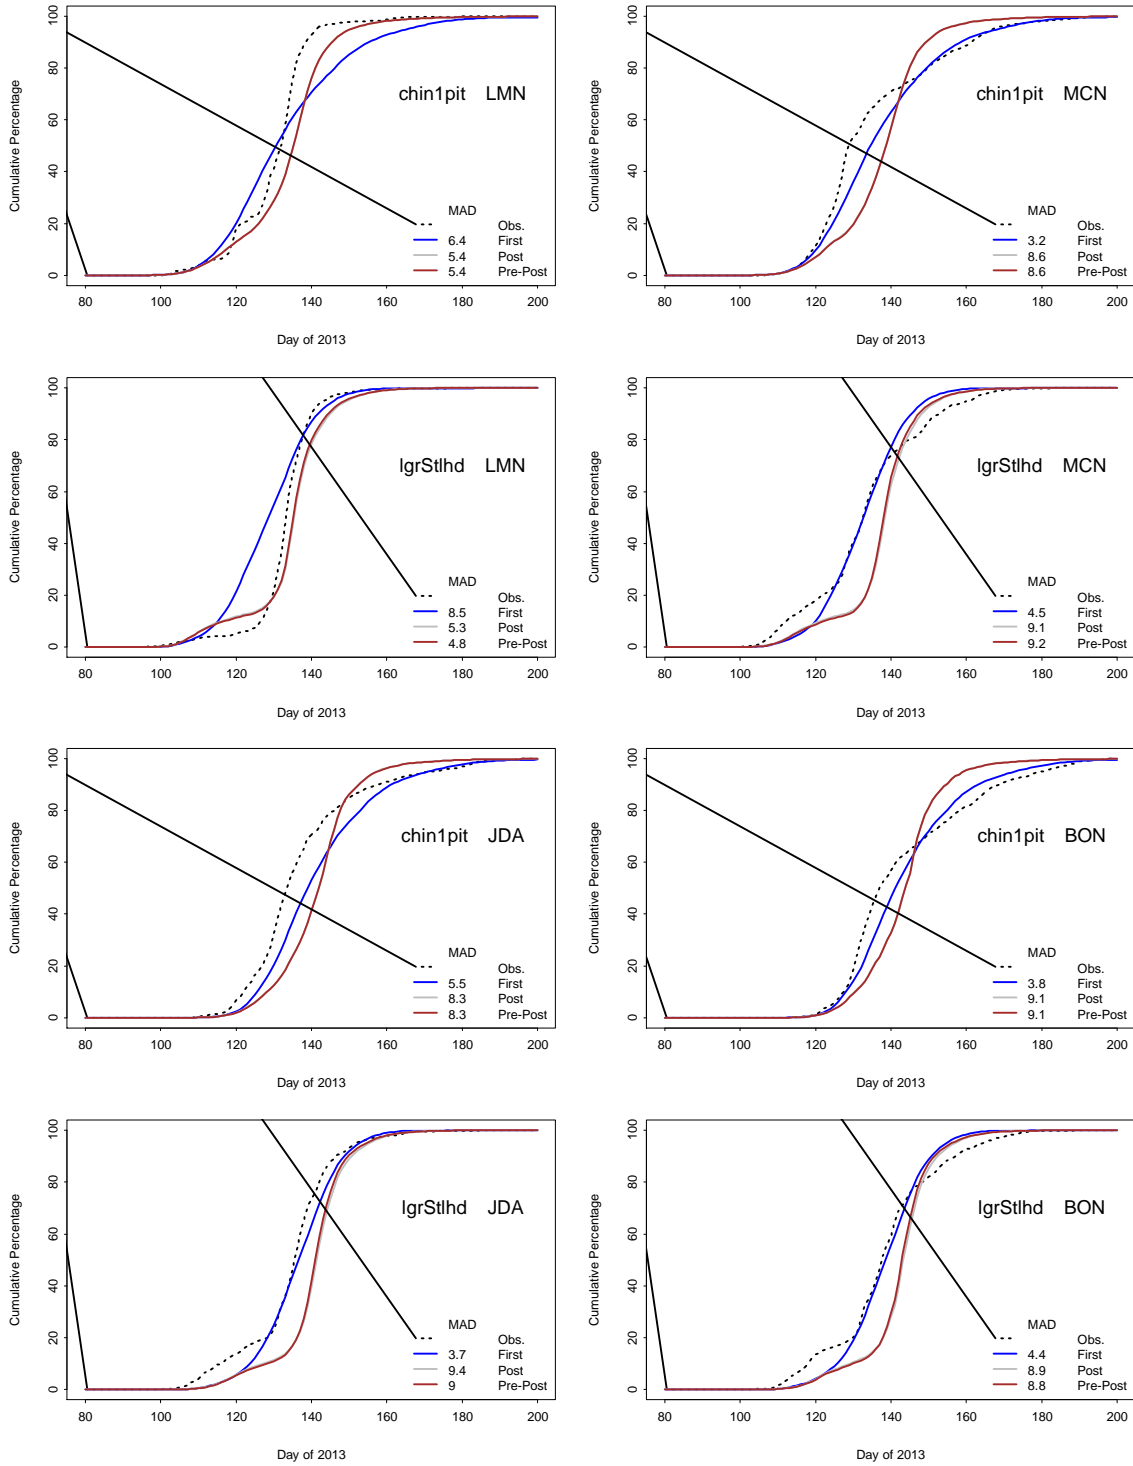 Cumulative Percentage
0 20 40 60 80 100
chin1pit LMN
MAD
Obs.
6.4 First
5.4 Post
5.4 Pre-Post
80 100 120 140 160 180 200
Day of 2013
Cumulative Percentage
0 20 40 60 80 100
chin1pit MCN
MAD
Obs.
3.2 First
8.6 Post
8.6 Pre-Post
80 100 120 140 160 180 200
Day of 2013
Cumulative Percentage
0 20 40 60 80 100
lgrStlhd LMN
MAD
Obs.
8.5 First
5.3 Post
4.8 Pre-Post
80 100 120 140 160 180 200
Day of 2013
Cumulative Percentage
0 20 40 60 80 100
lgrStlhd MCN
MAD
Obs.
4.5 First
9.1 Post
9.2 Pre-Post
80 100 120 140 160 180 200
Day of 2013
Cumulative Percentage
0 20 40 60 80 100
chin1pit JDA
MAD
Obs.
5.5 First
8.3 Post
8.3 Pre-Post
80 100 120 140 160 180 200
Day of 2013
Cumulative Percentage
0 20 40 60 80 100
chin1pit BON
MAD
Obs.
3.8 First
9.1 Post
9.1 Pre-Post
80 100 120 140 160 180 200
Day of 2013
Cumulative Percentage
0 20 40 60 80 100
lgrStlhd JDA
MAD
Obs.
3.7 First
9.4 Post
9 Pre-Post
80 100 120 140 160 180 200
Day of 2013
Cumulative Percentage
0 20 40 60 80 100
lgrStlhd BON
MAD
Obs.
4.4 First
8.9 Post
8.8 Pre-Post
80 100 120 140 160 180 200
Day of 2013